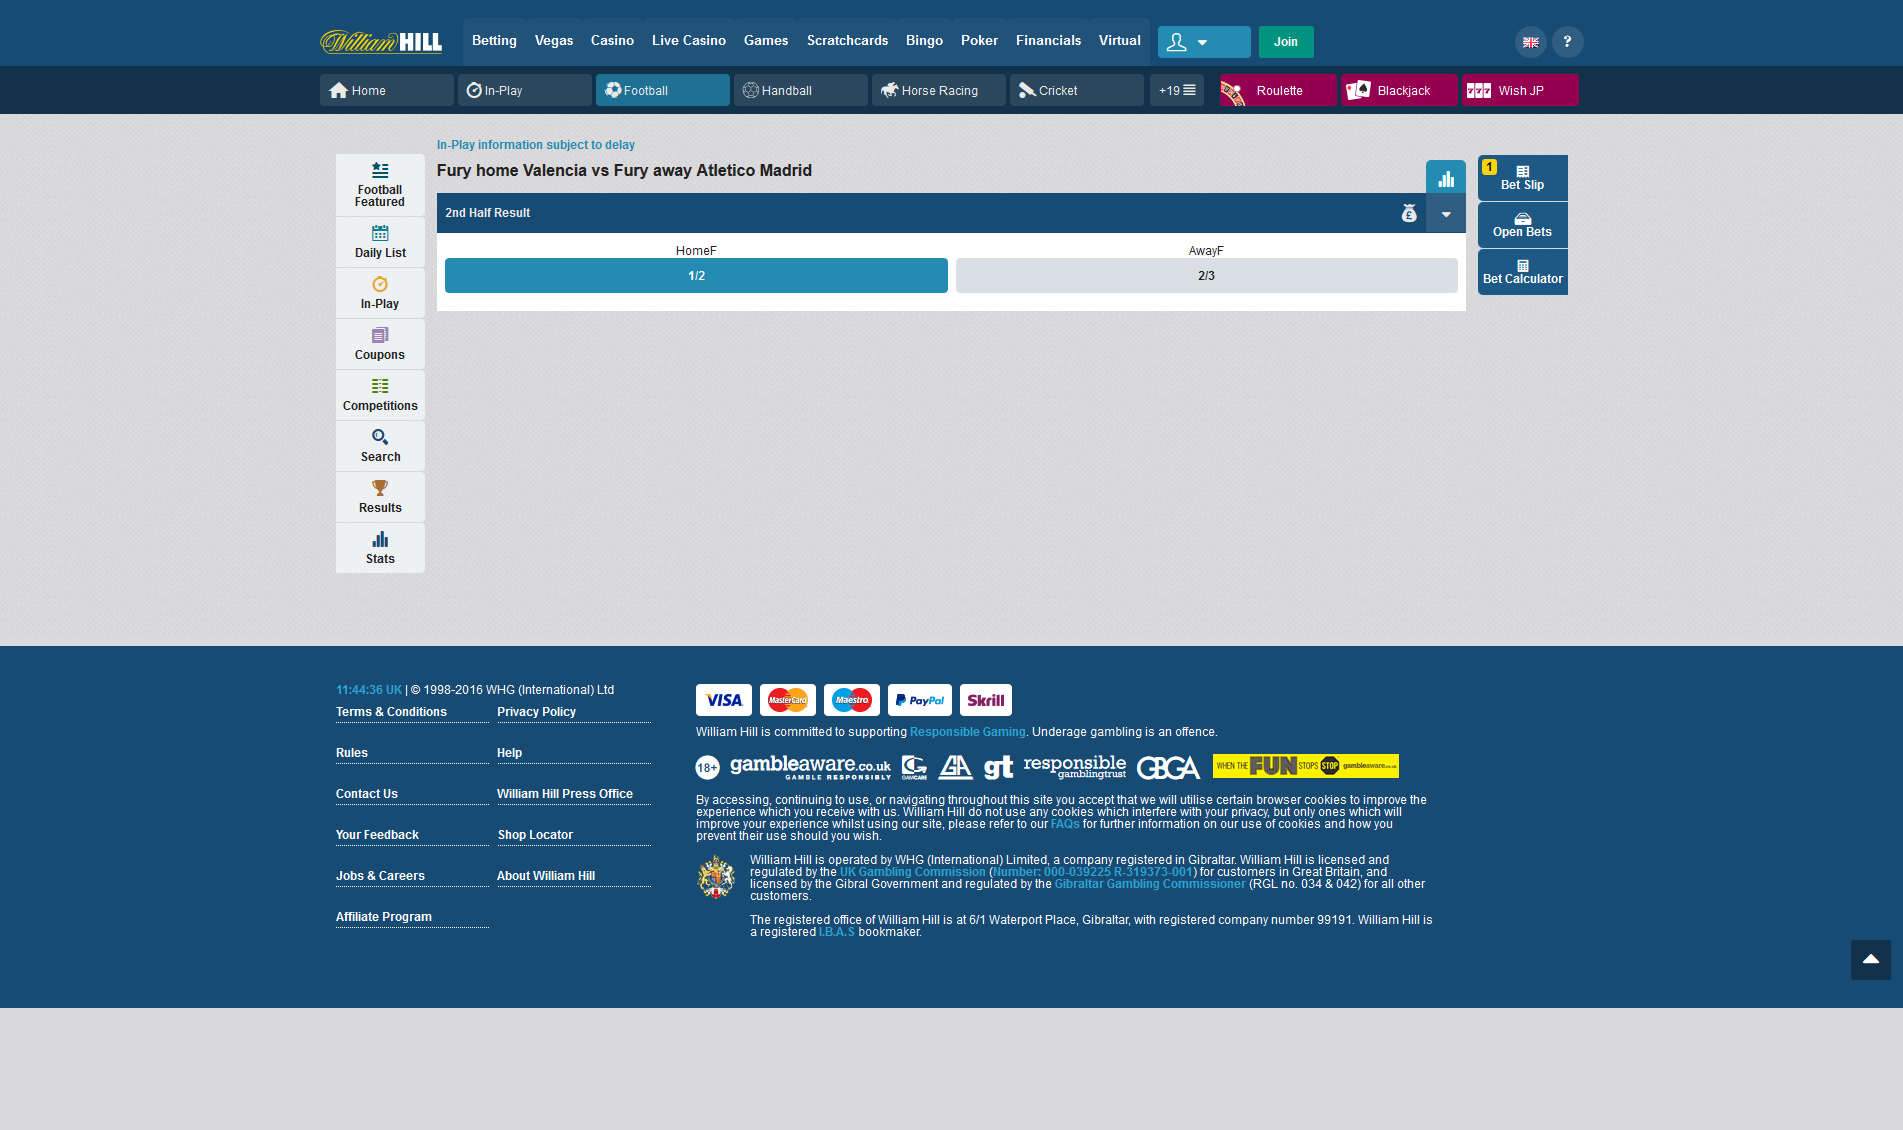 William HILL
Betting Vegas Casino Live Casino Games Scratchcards Bingo Poker Financials Virtual Join ?
Home In-Play Football Handball Horse Racing Cricket +19 Roulette Blackjack 777 Wish JP
In-Play information subject to delay
Fury home Valencia vs Fury away Atletico Madrid
2nd Half Result £
HomeF AwayF
1/2 2/3
Football
Featured
Daily List
In-Play
Coupons
Competitions
Search
Results
Stats
1
Bet Slip
Open Bets
Bet Calculator
11:44:36 UK | © 1998-2016 WHG (International) Ltd
Terms & Conditions Privacy Policy
Rules Help
Contact Us William Hill Press Office
Your Feedback Shop Locator
Jobs & Careers About William Hill
Affiliate Program
VISA MasterCard Maestro PayPal Skrill
William Hill is committed to supporting Responsible Gaming. Underage gambling is an offence.
18+ gambleaware.co.uk GAMBLE RESPONSIBLY GAMCARE GA gt responsible gamblingtrust GBGA WHEN THE FUN STOPS STOP gambleaware.co.uk
By accessing, continuing to use, or navigating throughout this site you accept that we will utilise certain browser cookies to improve the
experience which you receive with us. William Hill do not use any cookies which interfere with your privacy, but only ones which will
improve your experience whilst using our site, please refer to our FAQs for further information on our use of cookies and how you
prevent their use should you wish.
William Hill is operated by WHG (International) Limited, a company registered in Gibraltar. William Hill is licensed and
regulated by the UK Gambling Commission (Number: 000-039225 R-319373-001) for customers in Great Britain, and
licensed by the Gibral Government and regulated by the Gibraltar Gambling Commissioner (RGL no. 034 & 042) for all other
customers.
The registered office of William Hill is at 6/1 Waterport Place, Gibraltar, with registered company number 99191. William Hill is
a registered I.B.A.S bookmaker.